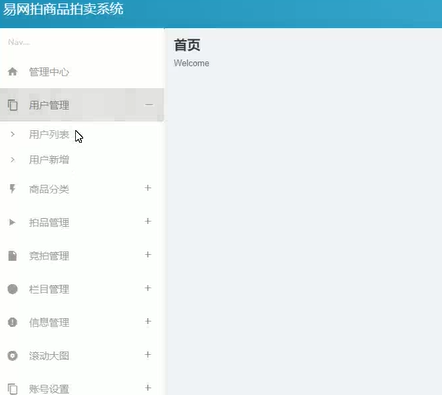 易网拍商品拍卖系统
Nav...
首页
Welcome
管理中心
用户管理
用户列表
用户新增
商品分类
拍品管理
竞拍管理
栏目管理
信息管理
滚动大图
账号设置